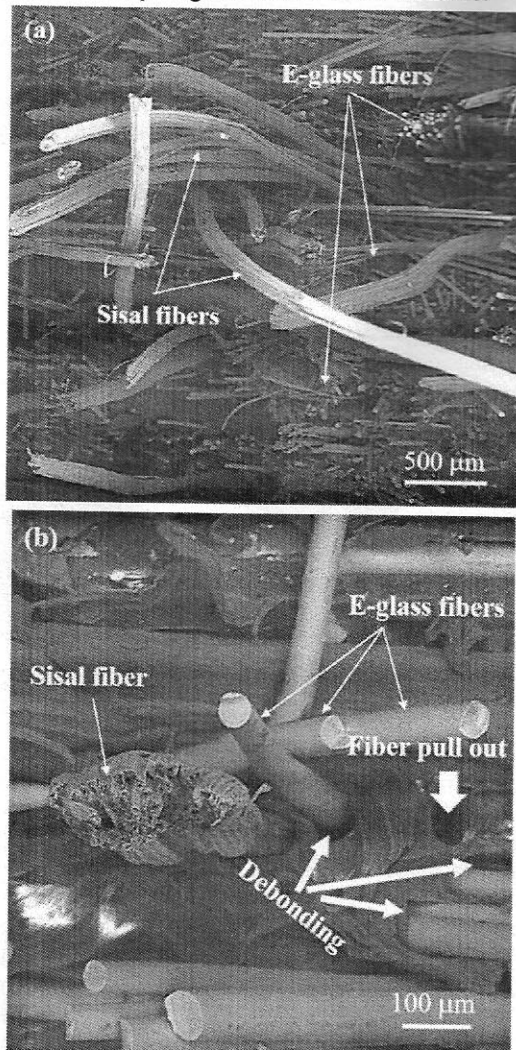 (a)
E-glass fibers
Sisal fibers
500 µm
(b)
E-glass fibers
Sisal fiber
Fiber pull out
Debonding
100 µm